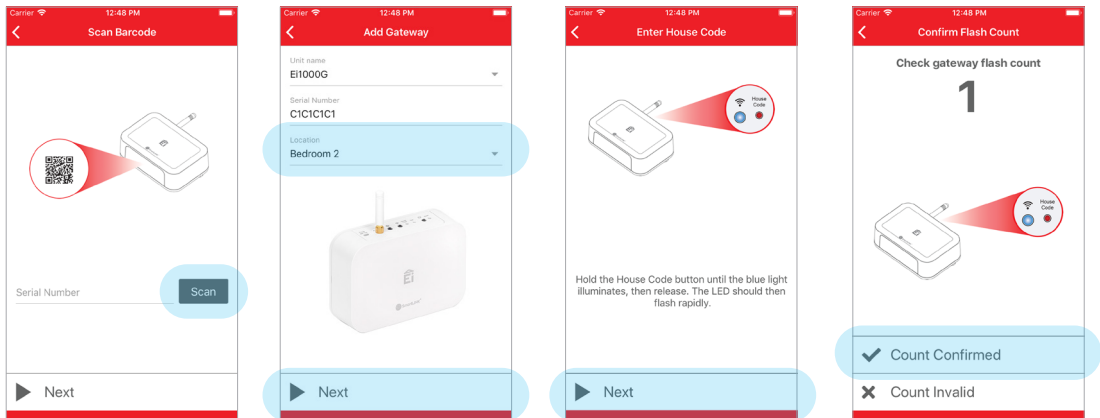 Carrier 12:48 PM
Scan Barcode
Serial Number
Scan
Next
Carrier 12:48 PM
Add Gateway
Unit name
Ei1000G
Serial Number
C1C1C1C1
Location
Bedroom 2
Ei
Next
Carrier 12:48 PM
Enter House Code
House
Code
Hold the House Code button until the blue light
illuminates, then release. The LED should then
flash rapidly.
Next
Carrier 12:48 PM
Confirm Flash Count
Check gateway flash count
1
House
Code
Count Confirmed
Count Invalid